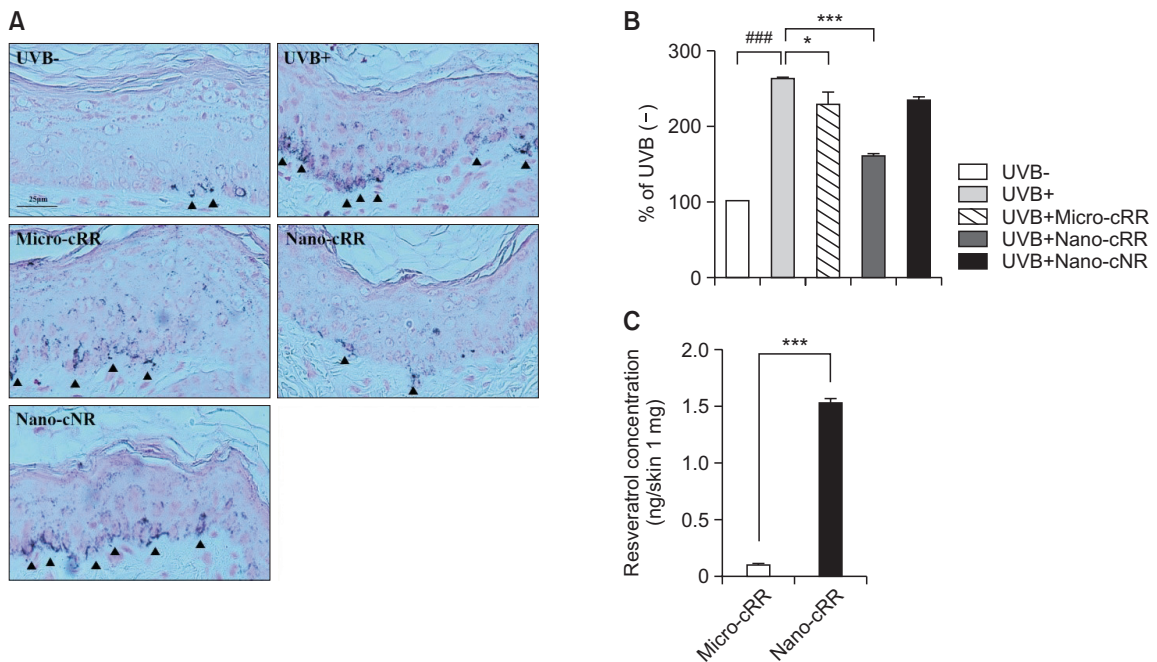 A
UVB-
UVB+
25µm
Micro-cRR
Nano-cRR
Nano-cNR
B
% of UVB (−)
300
200
100
0
###
*
***
UVB-
UVB+
UVB+Micro-cRR
UVB+Nano-cRR
UVB+Nano-cNR
C
Resveratrol concentration
(ng/skin 1 mg)
2.0
1.5
1.0
0.5
0
***
Micro-cRR
Nano-cRR